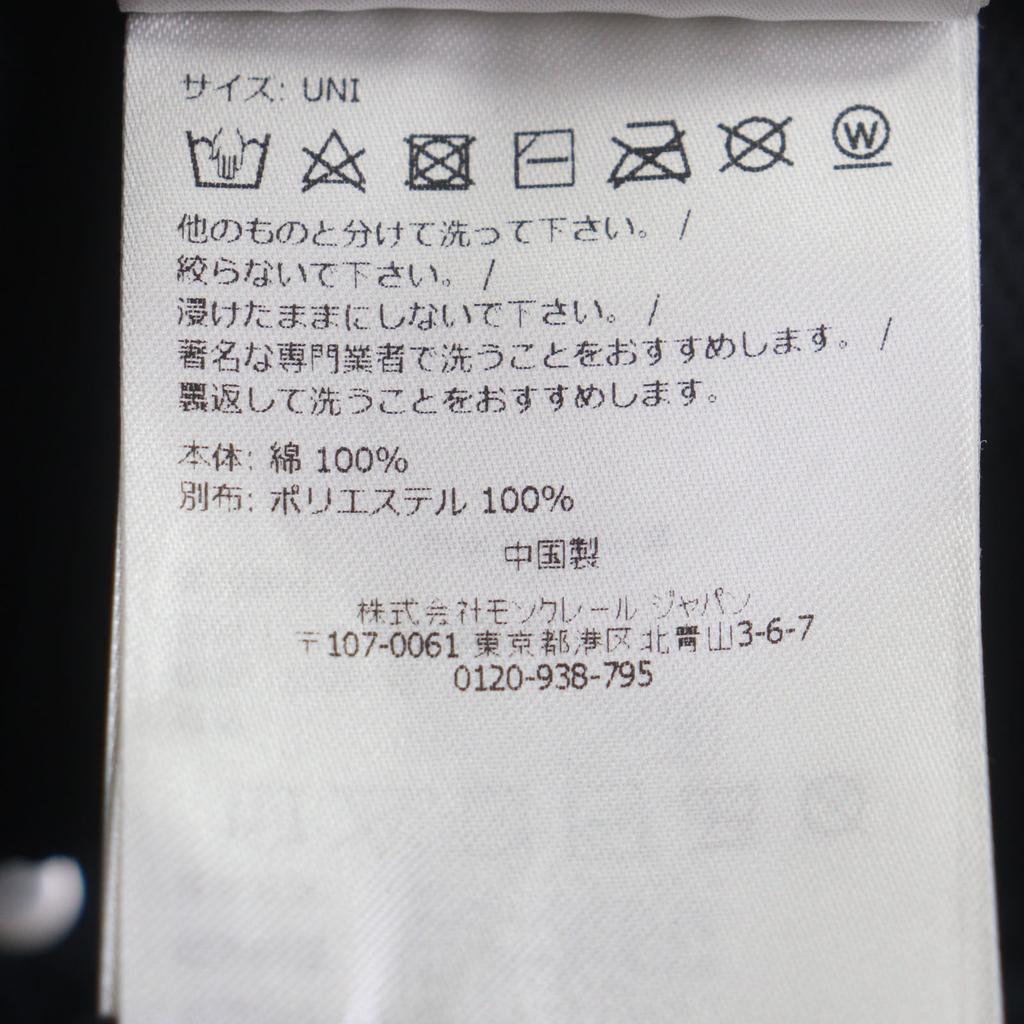 サイズ: UNI
W
他のものと分けて洗って下さい。 /
絞らないで下さい。 /
浸けたままにしないで下さい。 /
著名な専門業者で洗うことをおすすめします。 /
裏返して洗うことをおすすめします。
本体: 綿 100%
別布: ポリエステル 100%
中国製
株式会社モンクレール ジャパン
〒107-0061 東京都港区北青山3-6-7
0120-938-795